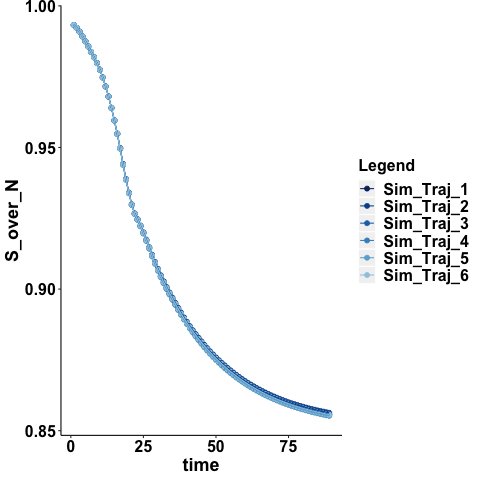 1.00
0.95
0.90
0.85
S_over_N
0 25 50 75
time
Legend
Sim_Traj_1
Sim_Traj_2
Sim_Traj_3
Sim_Traj_4
Sim_Traj_5
Sim_Traj_6